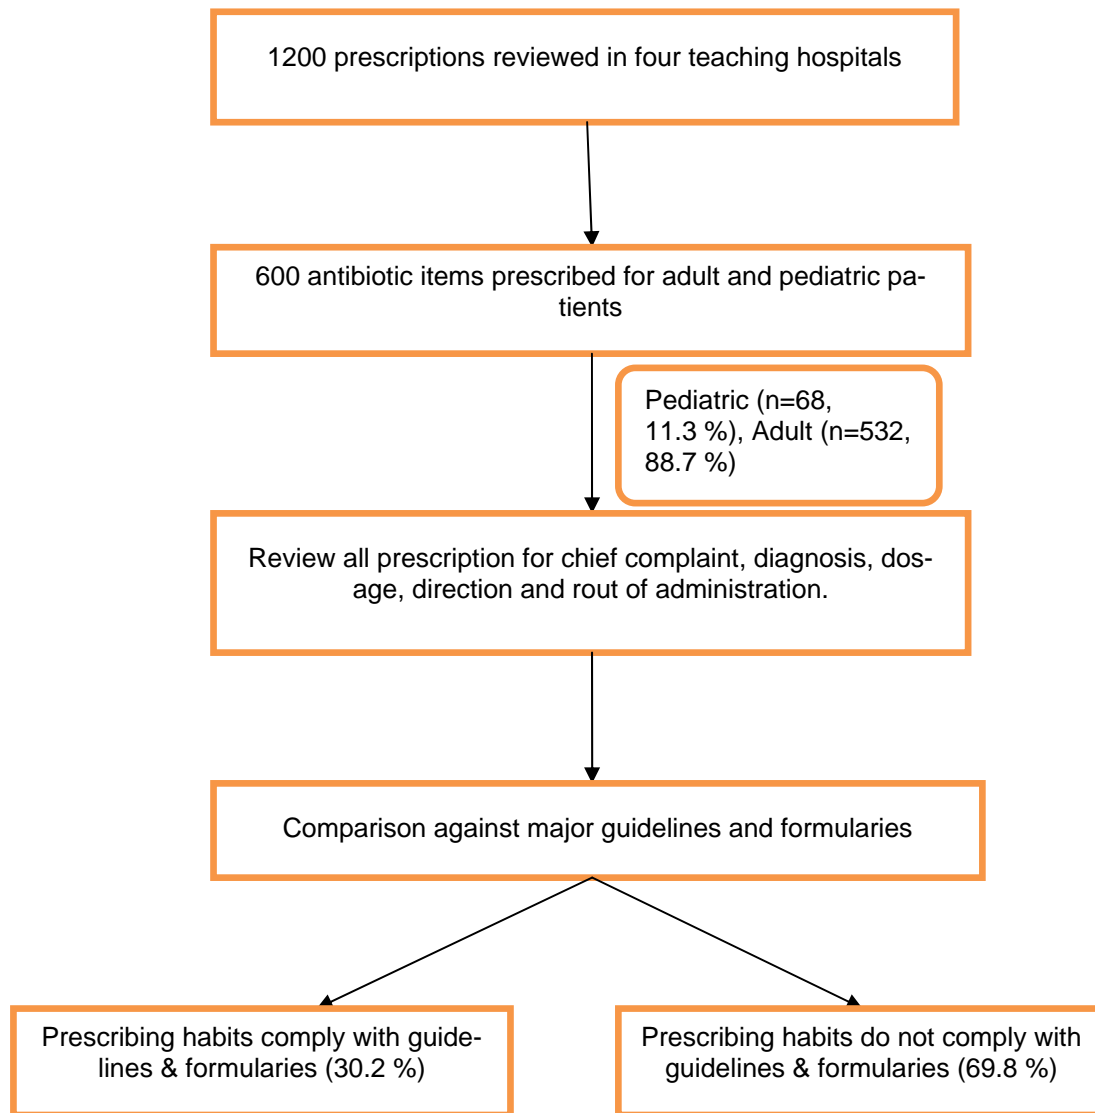 1200 prescriptions reviewed in four teaching hospitals
600 antibiotic items prescribed for adult and pediatric pa-
tients
Pediatric (n=68,
11.3 %), Adult (n=532,
88.7 %)
Review all prescription for chief complaint, diagnosis, dos-
age, direction and rout of administration.
Comparison against major guidelines and formularies
Prescribing habits comply with guide-
lines & formularies (30.2 %)
Prescribing habits do not comply with
guidelines & formularies (69.8 %)